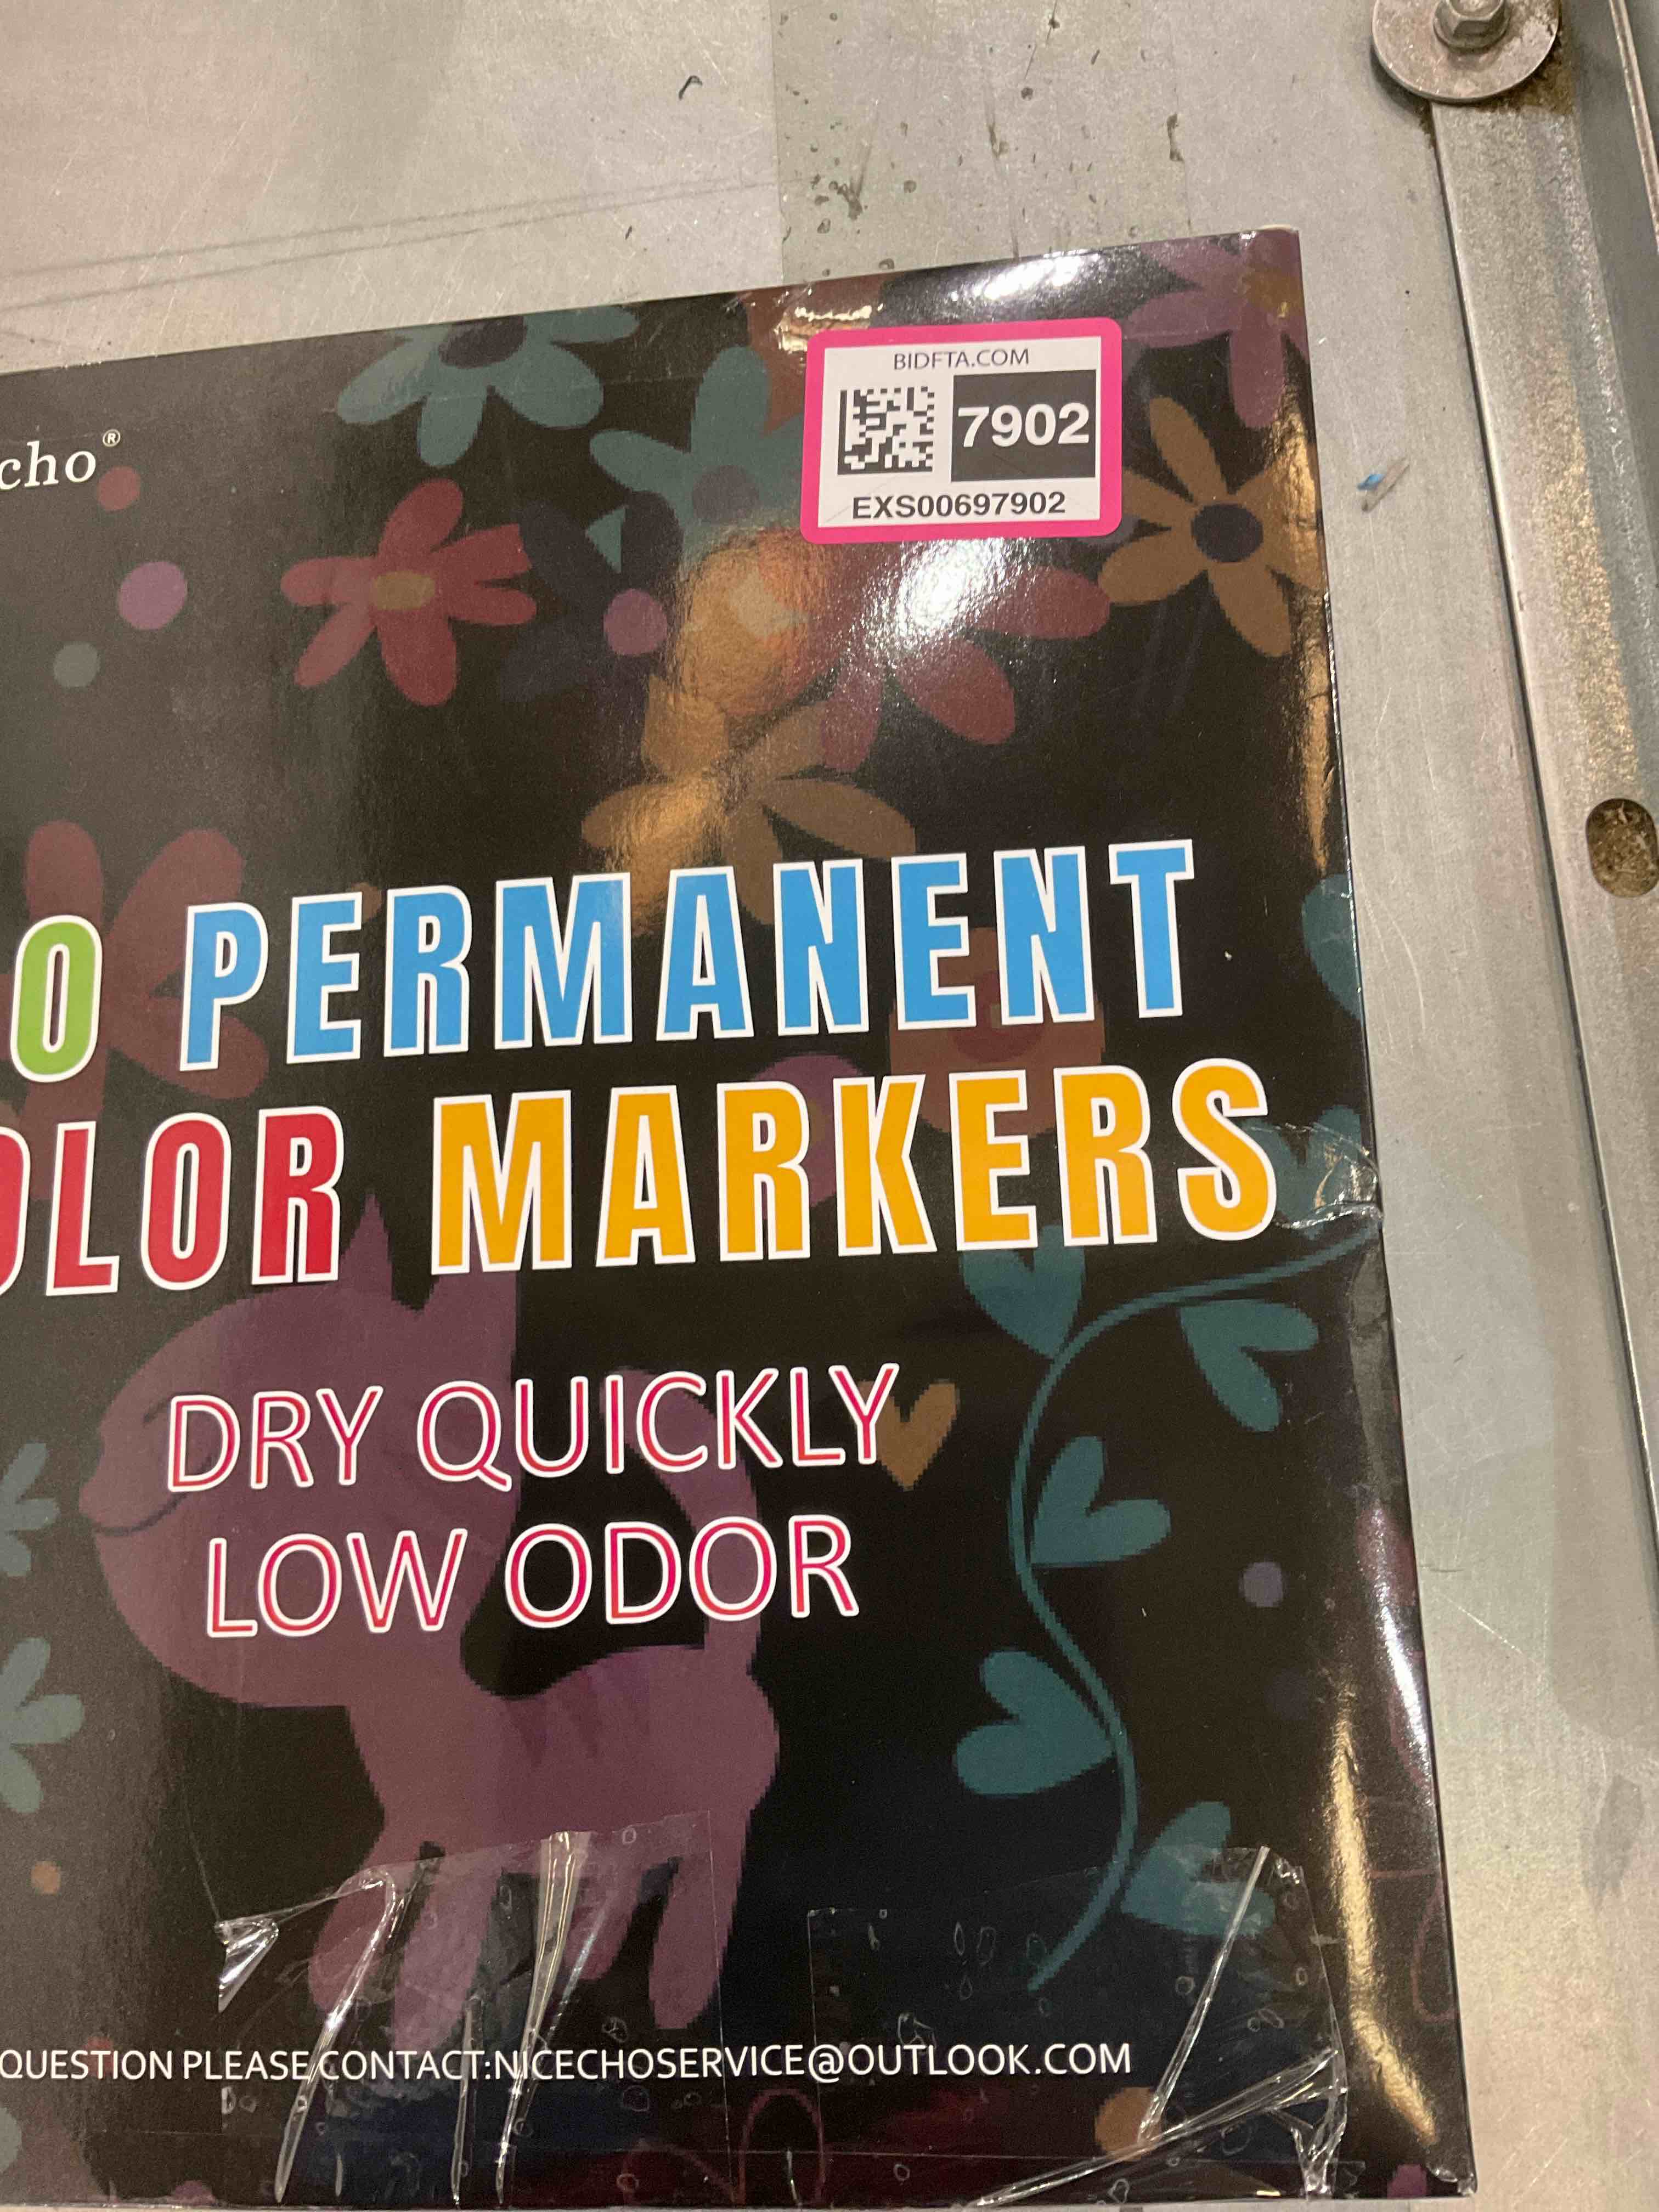 BIDFTA.COM
7902
EXS00697902
cho®
0 PERMANENT
OLOR MARKERS
DRY QUICKLY
LOW ODOR
QUESTION PLEASE CONTACT:NICECHOSERVICE@OUTLOOK.COM